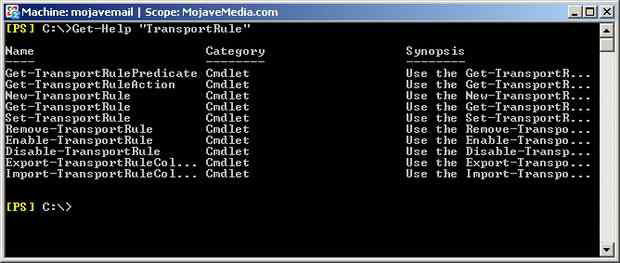 Machine: mojavemail | Scope: MojaveMedia.com
[PS] C:\>Get-Help "TransportRule"
Name Category Synopsis
---- -------- --------
Get-TransportRulePredicate Cmdlet Use the Get-TransportR...
Get-TransportRuleAction Cmdlet Use the Get-TransportR...
New-TransportRule Cmdlet Use the New-TransportR...
Get-TransportRule Cmdlet Use the Get-TransportR...
Set-TransportRule Cmdlet Use the Set-TransportR...
Remove-TransportRule Cmdlet Use the Remove-Transpo...
Enable-TransportRule Cmdlet Use the Enable-Transpo...
Disable-TransportRule Cmdlet Use the Disable-Transp...
Export-TransportRuleCol... Cmdlet Use the Export-Transpo...
Import-TransportRuleCol... Cmdlet Use the Import-Transpo...
[PS] C:\>